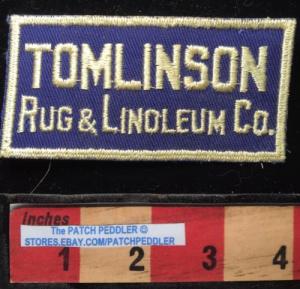 TOMLINSON
RUG & LINOLEUM CO.
Inches
The PATCH PEDDLER ©
STORES.EBAY.COM/PATCHPEDDLER
1 2 3 4